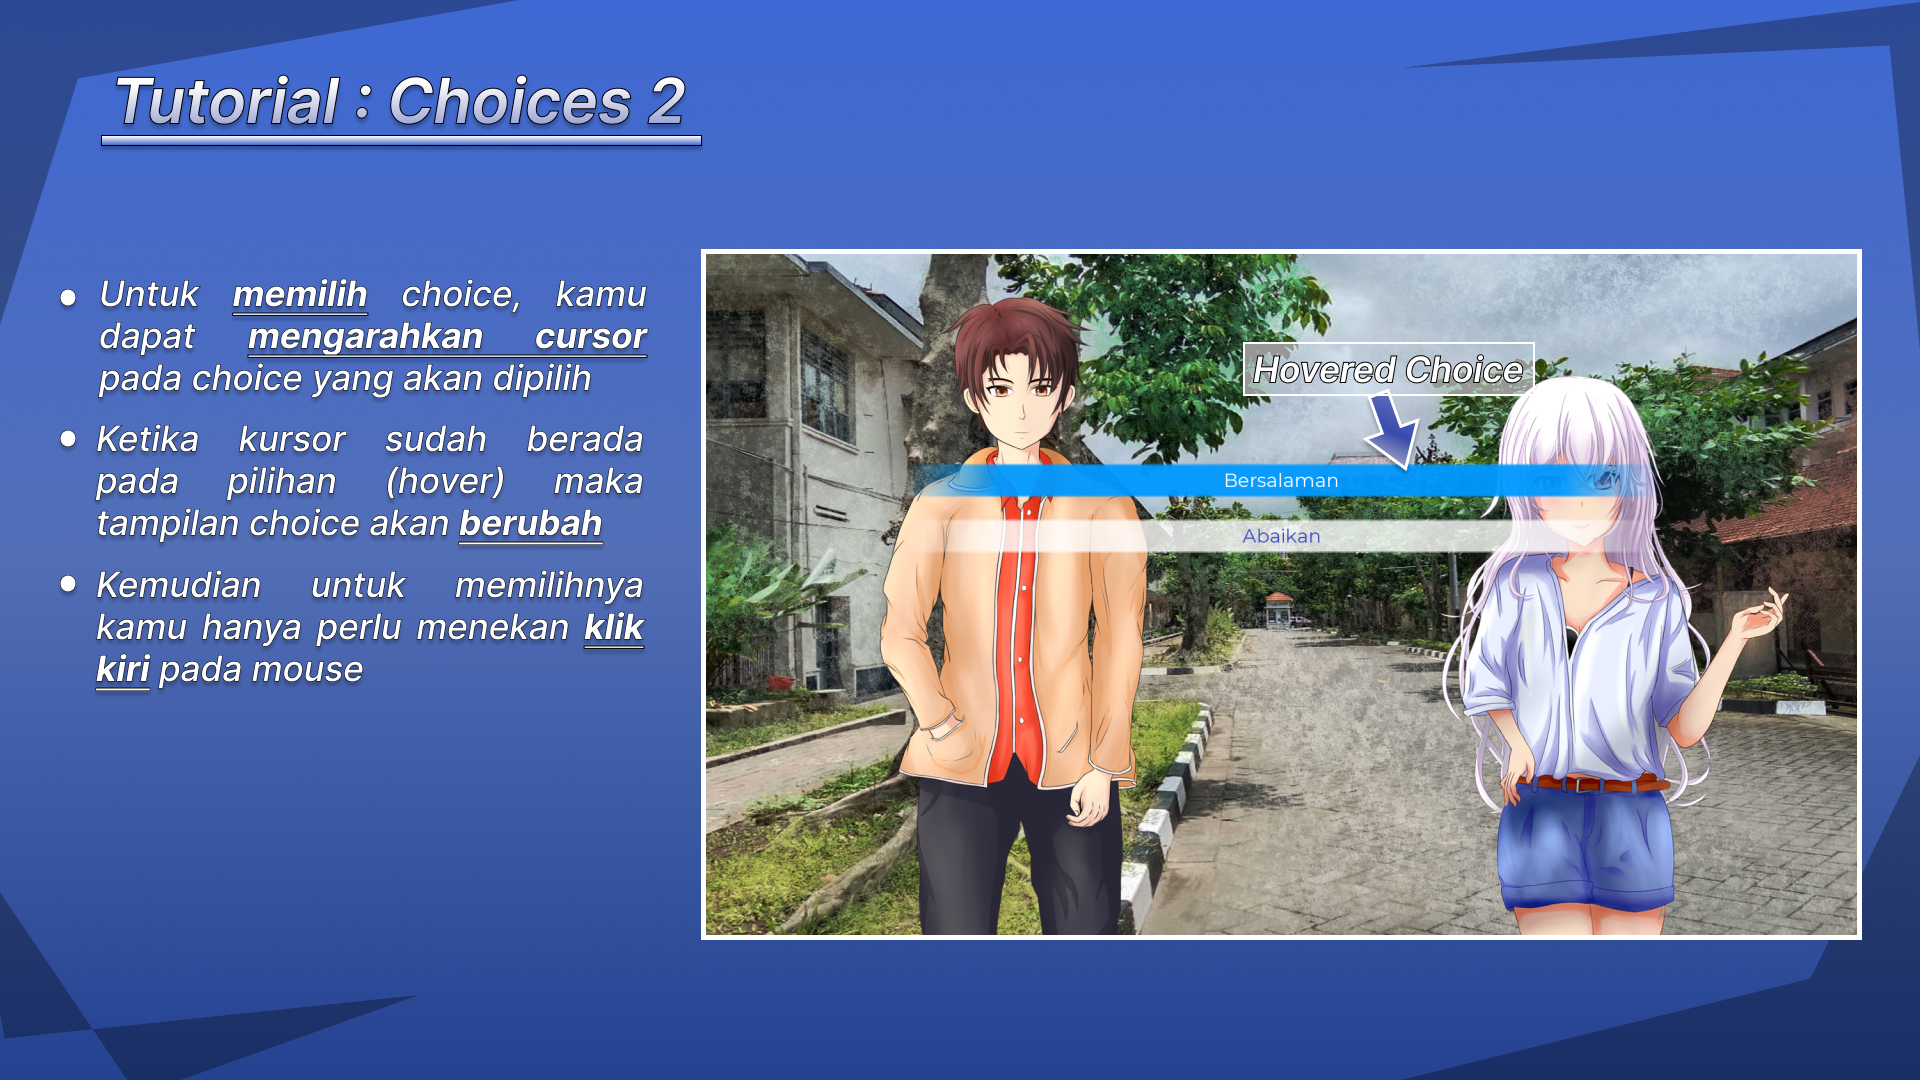 Tutorial : Choices 2
Untuk memilih choice, kamu
dapat mengarahkan cursor
pada choice yang akan dipilih
Ketika kursor sudah berada
pada pilihan (hover) maka
tampilan choice akan berubah
Kemudian untuk memilihnya
kamu hanya perlu menekan klik
kiri pada mouse
Hovered Choice
Bersalaman
Abaikan